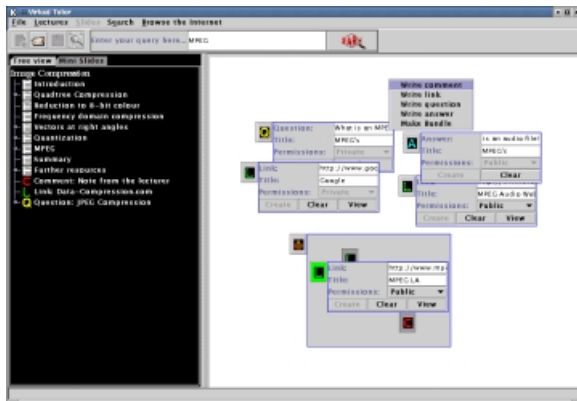 Virtual Tutor
File Lectures Slides Search Browse the Internet
Enter your query here... MPEG
Tree view Mini Slides
Image Compression
Introduction
Quadtree Compression
Reduction to 8-bit colour
Frequency domain compression
Vectors at right angles
Quantization
MPEG
Summary
Further resources
Comment: Note from the lecturer
Link: Data-Compression.com
Question: JPEG Compression
Write comment
Write link
Write question
Write answer
Make Bundle
Q Question: What is an MPE
Title: MPEG's
Permissions: Private
Link: http://www.goo
Title: Google
Permissions: Private
Create Clear View
A Answer: is an audio file
Title: MPEG's
Permissions: Public
Create Clear
L
MPEG Audio Wel
Permissions: Public
Create Clear View
Link: http://www.mp
Title: MPEG LA
Permissions: Public
Create Clear View
C